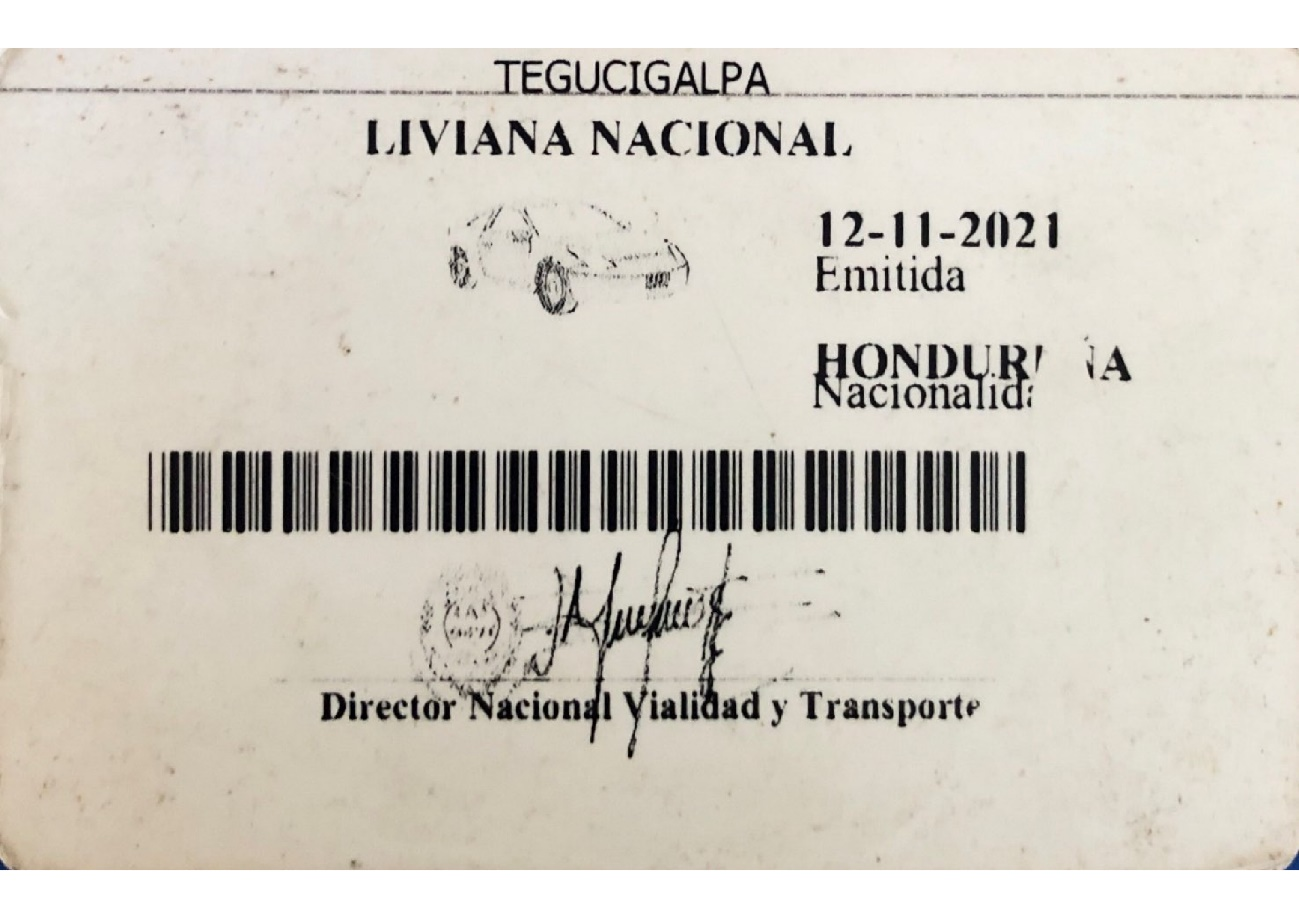 TEGUCIGALPA
LIVIANA NACIONAL
12-11-2021
Emitida
Director Nacional Vialidad y Transporte